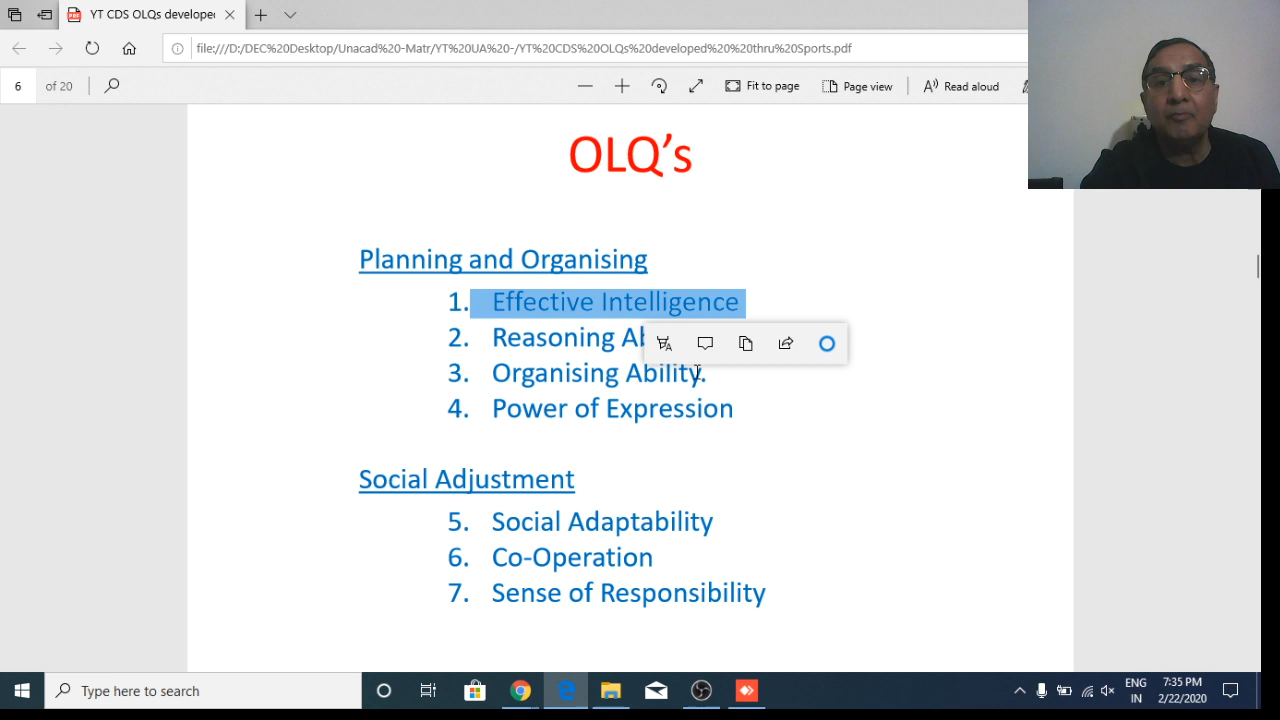 YT CDS OLQs develope
file:///D:/DEC%20Desktop/Unacad%20-Matr/YT%20UA%20-/YT%20CDS%20OLQs%20developed%20%20thru%20Sports.pdf
6 of 20
Fit to page
Page view
Read aloud
OLQ's
Planning and Organising
1. Effective Intelligence
2. Reasoning Ab
3. Organising Ability.
4. Power of Expression
Social Adjustment
5. Social Adaptability
6. Co-Operation
7. Sense of Responsibility
Type here to search
ENG
IN
7:35 PM
2/22/2020